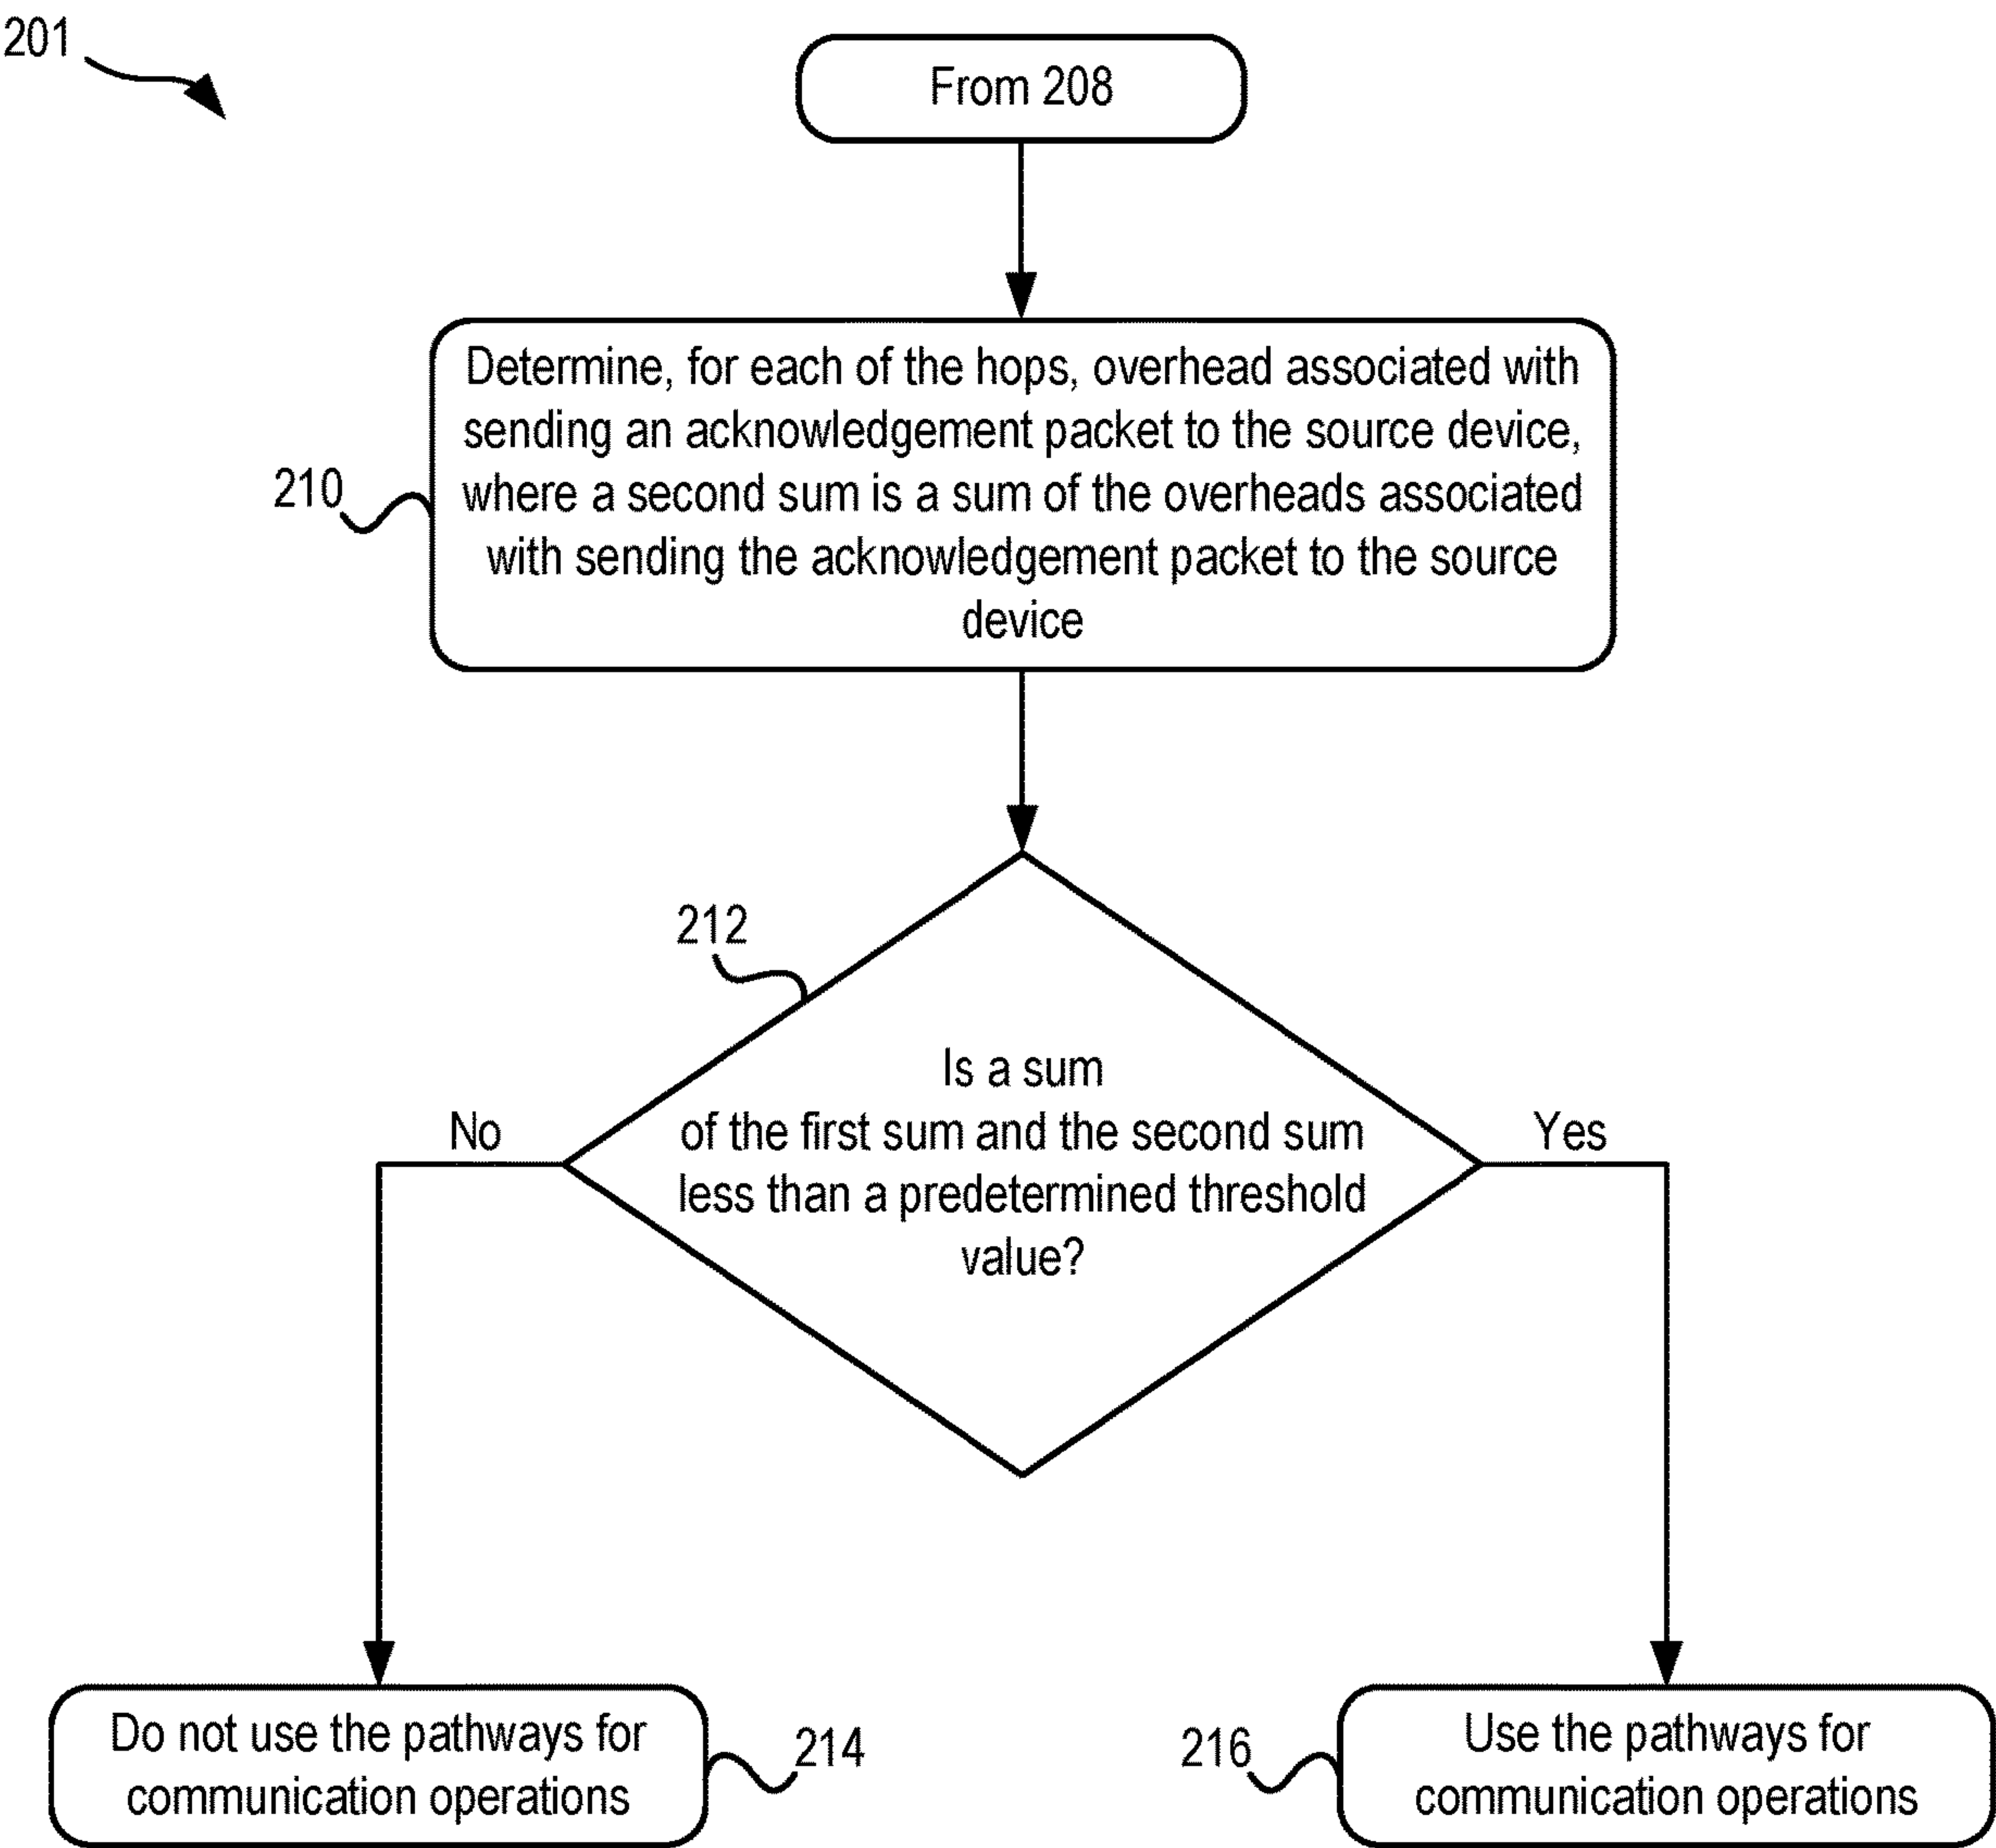 201
From 208
Determine, for each of the hops, overhead associated with
sending an acknowledgement packet to the source device,
where a second sum is a sum of the overheads associated
with sending the acknowledgement packet to the source
device
210
212
Is a sum
of the first sum and the second sum
less than a predetermined threshold
value?
No
Yes
Do not use the pathways for
communication operations
214
216
Use the pathways for
communication operations